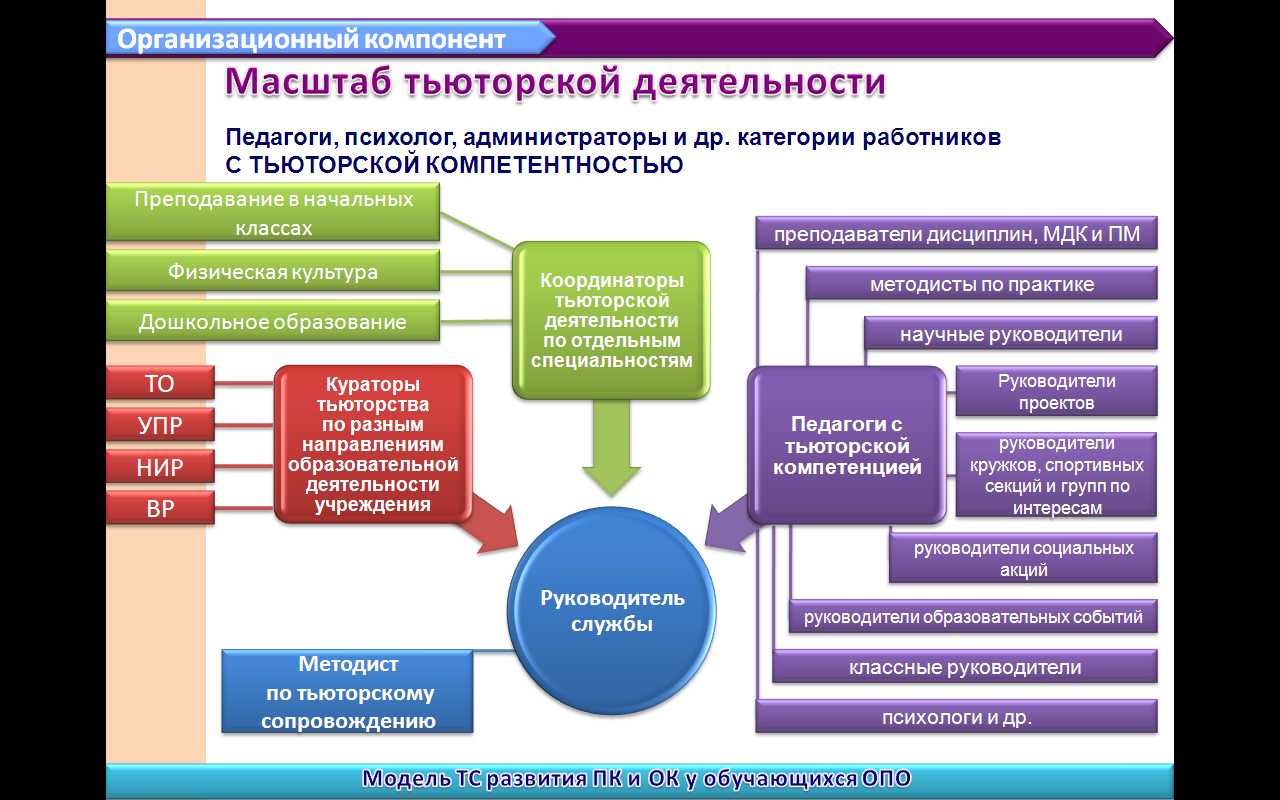 Организационный компонент
Масштаб тьюторской деятельности
Педагоги, психолог, администраторы и др. категории работников
С ТЬЮТОРСКОЙ КОМПЕТЕНТНОСТЬЮ
Преподавание в начальных
классах
Физическая культура
Дошкольное образование
Координаторы
тьюторской
деятельности
по отдельным
специальностям
ТО
УПР
НИР
ВР
Кураторы
тьюторства
по разным
направлениям
образовательной
деятельности
учреждения
преподаватели дисциплин, МДК и ПМ
методисты по практике
научные руководители
Руководители
проектов
руководители
кружков, спортивных
секций и групп по
интересам
руководители социальных
акций
руководители образовательных событий
классные руководители
психологи и др.
Педагоги с
тьюторской
компетенцией
Руководитель
службы
Методист
по тьюторскому
сопровождению
Модель ТС развития ПК и ОК у обучающихся ОПО